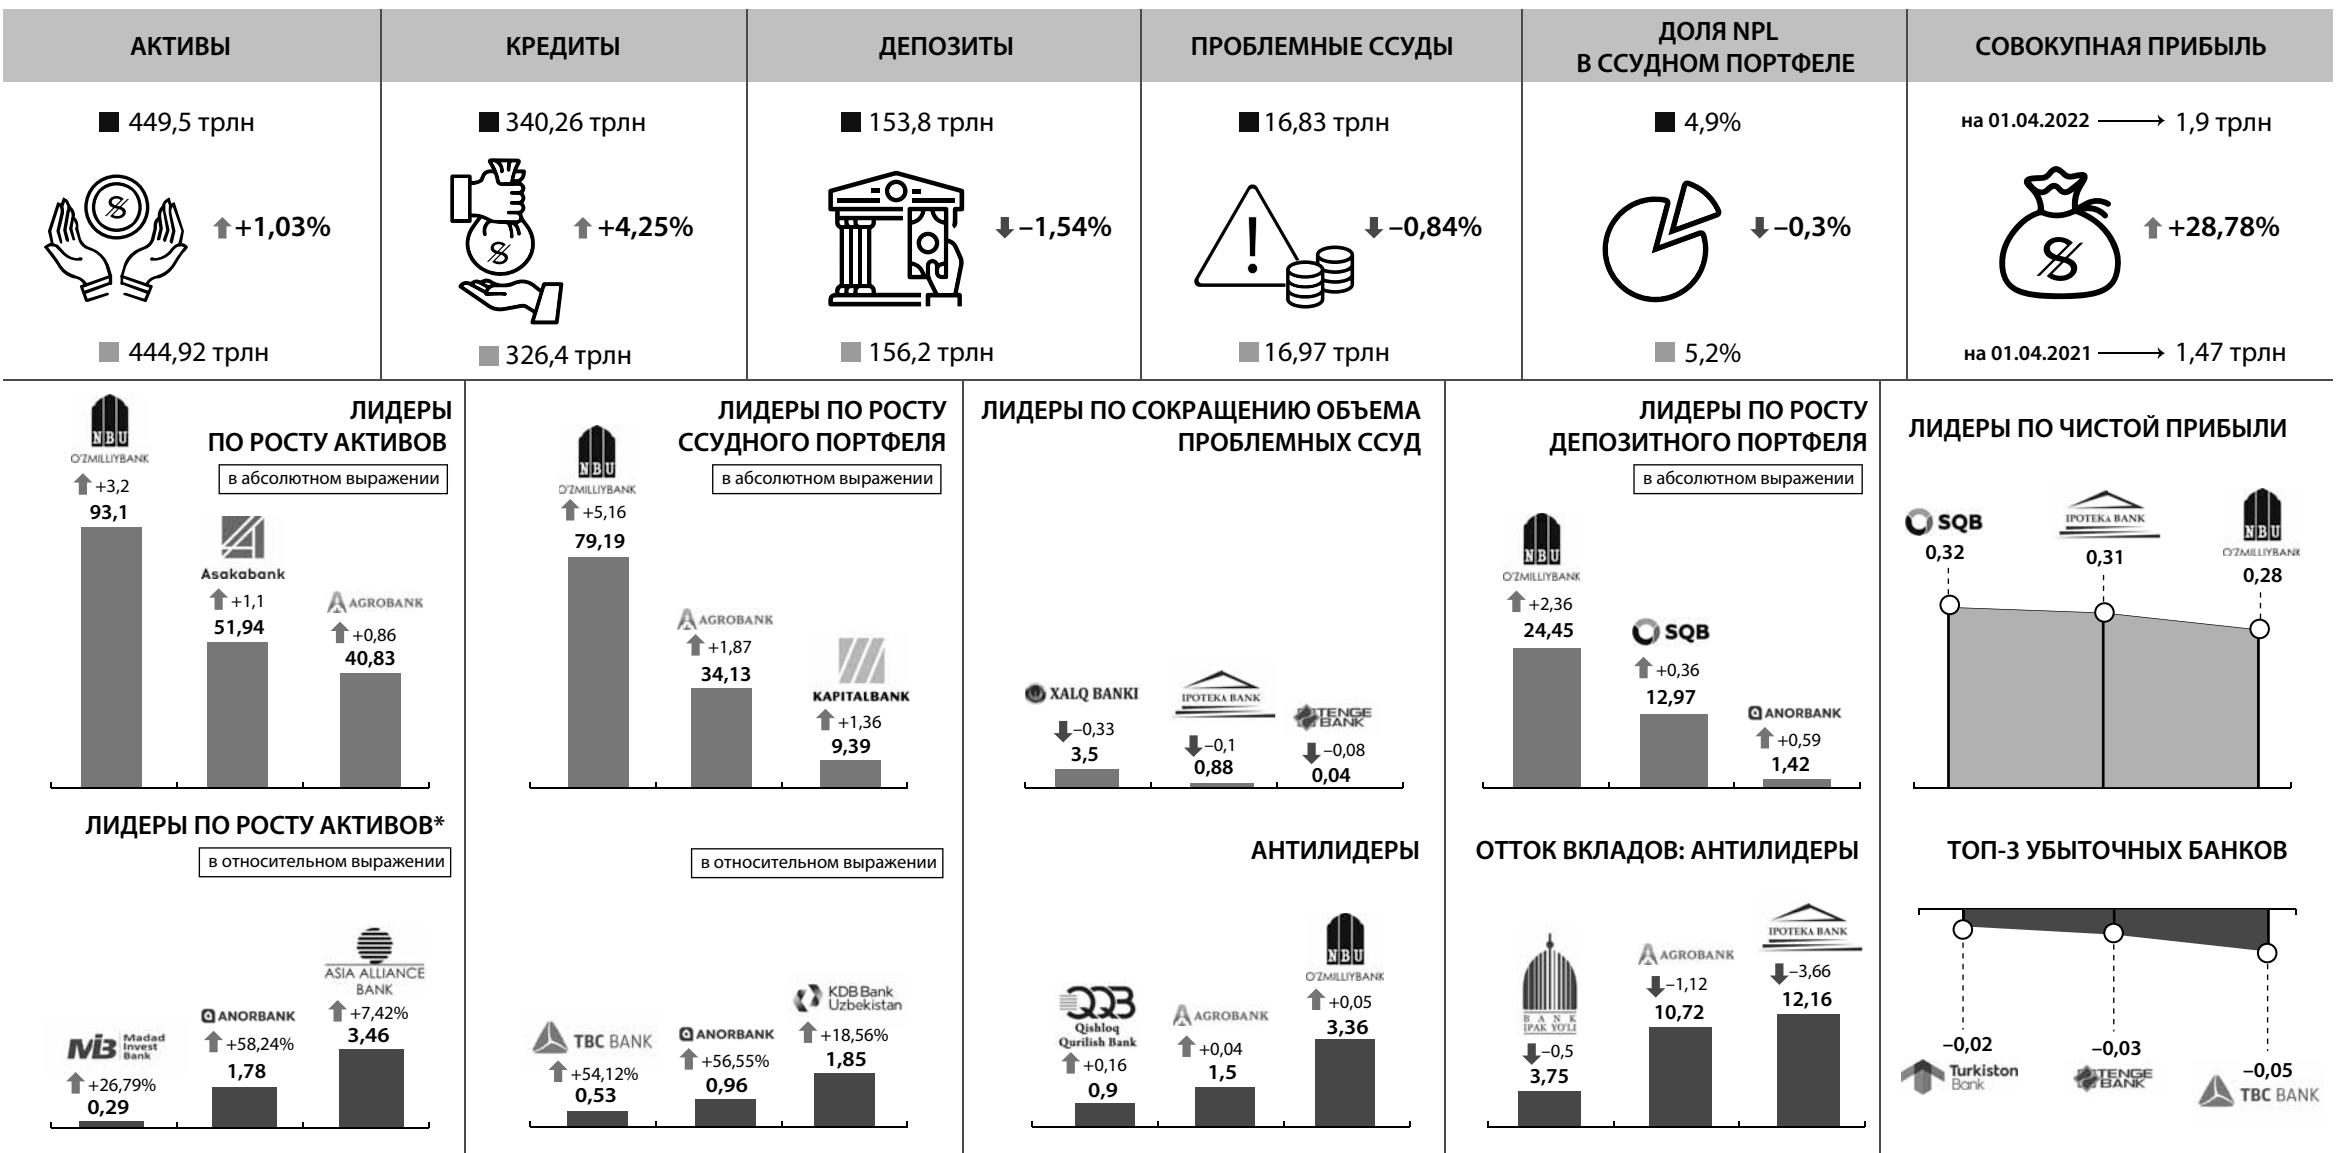 АКТИВЫ
449,5 трлн
+1,03%
444,92 трлн
КРЕДИТЫ
340,26 трлн
+4,25%
326,4 трлн
ДЕПОЗИТЫ
153,8 трлн
–1,54%
156,2 трлн
ПРОБЛЕМНЫЕ ССУДЫ
16,83 трлн
–0,84%
16,97 трлн
ДОЛЯ NPL
В ССУДНОМ ПОРТФЕЛЕ
4,9%
–0,3%
5,2%
СОВОКУПНАЯ ПРИБЫЛЬ
на 01.04.2022 1,9 трлн
+28,78%
на 01.04.2021 1,47 трлн
ЛИДЕРЫ
ПО РОСТУ АКТИВОВ
в абсолютном выражении
NBU
O'ZMILLIYBANK
+3,2
93,1
Asakabank
+1,1
51,94
AGROBANK
+0,86
40,83
ЛИДЕРЫ ПО РОСТУ АКТИВОВ*
в относительном выражении
MIB Madad
Invest
Bank
+26,79%
0,29
ANORBANK
+58,24%
1,78
ASIA ALLIANCE
BANK
+7,42%
3,46
ЛИДЕРЫ ПО РОСТУ
ССУДНОГО ПОРТФЕЛЯ
в абсолютном выражении
NBU
O'ZMILLIYBANK
+5,16
79,19
AGROBANK
+1,87
34,13
KAPITALBANK
+1,36
9,39
в относительном выражении
TBC BANK
+54,12%
0,53
ANORBANK
+56,55%
0,96
KDB Bank
Uzbekistan
+18,56%
1,85
ЛИДЕРЫ ПО СОКРАЩЕНИЮ ОБЪЕМА
ПРОБЛЕМНЫХ ССУД
XALQ BANKI
–0,33
3,5
IPOTEKA BANK
–0,1
0,88
TENGE
BANK
–0,08
0,04
АНТИЛИДЕРЫ
QQB
Qishloq
Qurilish Bank
+0,16
0,9
AGROBANK
+0,04
1,5
NBU
O'ZMILLIYBANK
+0,05
3,36
ЛИДЕРЫ ПО РОСТУ
ДЕПОЗИТНОГО ПОРТФЕЛЯ
в абсолютном выражении
NBU
O'ZMILLIYBANK
+2,36
24,45
SQB
+0,36
12,97
ANORBANK
+0,59
1,42
ОТТОК ВКЛАДОВ: АНТИЛИДЕРЫ
BANK
IPAK YO'LI
–0,5
3,75
AGROBANK
–1,12
10,72
IPOTEKA BANK
–3,66
12,16
ЛИДЕРЫ ПО ЧИСТОЙ ПРИБЫЛИ
SQB
0,32
IPOTEKA BANK
0,31
NBU
O'ZMILLIYBANK
0,28
ТОП-3 УБЫТОЧНЫХ БАНКОВ
–0,02
Turkiston
Bank
–0,03
TENGE
BANK
–0,05
TBC BANK